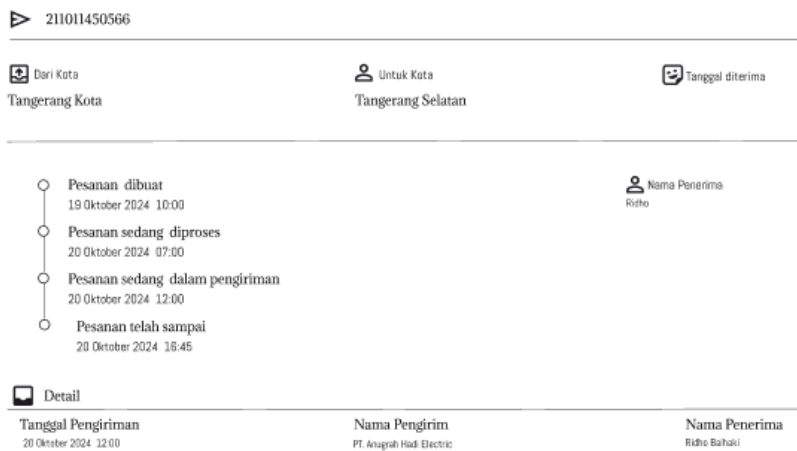 211011450566
Dari Kota
Untuk Kota
Tanggal diterima
Tangerang Kota
Tangerang Selatan
Pesanan dibuat
19 Oktober 2024 10:00
Nama Penerima
Ridho
Pesanan sedang diproses
20 Oktober 2024 07:00
Pesanan sedang dalam pengiriman
20 Oktober 2024 12:00
Pesanan telah sampai
20 Oktober 2024 16:45
Detail
Tanggal Pengiriman
Nama Pengirim
Nama Penerima
20 Oktober 2024 12:00
PT. Anugrah Hadi Electric
Ridho Baihaki